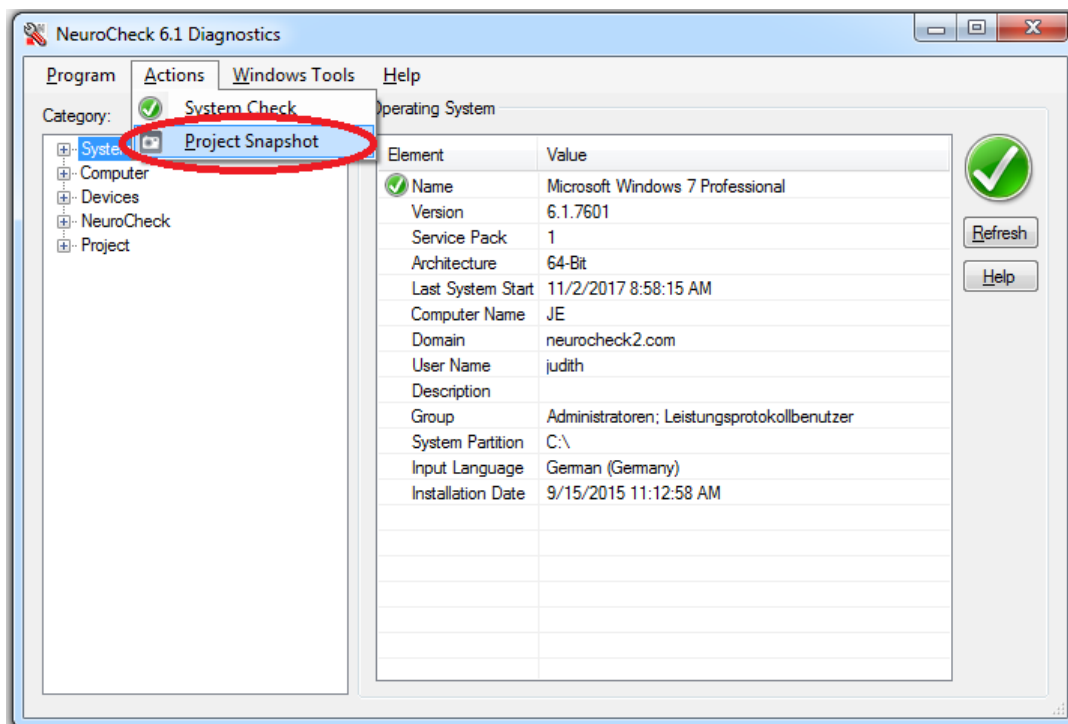 NeuroCheck 6.1 Diagnostics
Program Actions Windows Tools Help
System Check
Project Snapshot
Category:
System
Computer
Devices
NeuroCheck
Project
Operating System
Element Value
Name Microsoft Windows 7 Professional
Version 6.1.7601
Service Pack 1
Architecture 64-Bit
Last System Start 11/2/2017 8:58:15 AM
Computer Name JE
Domain neurocheck2.com
User Name judith
Description
Group Administratoren; Leistungsprotokollbenutzer
System Partition C:\
Input Language German (Germany)
Installation Date 9/15/2015 11:12:58 AM
Refresh
Help